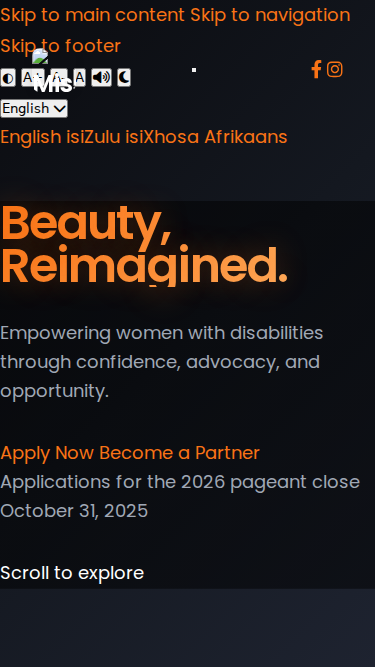 Skip to main content Skip to navigation
Skip to footer
A A A
English
English isiZulu isiXhosa Afrikaans
Beauty,
Reimagined.
Empowering women with disabilities
through confidence, advocacy, and
opportunity.
Apply Now Become a Partner
Applications for the 2026 pageant close
October 31, 2025
Scroll to explore